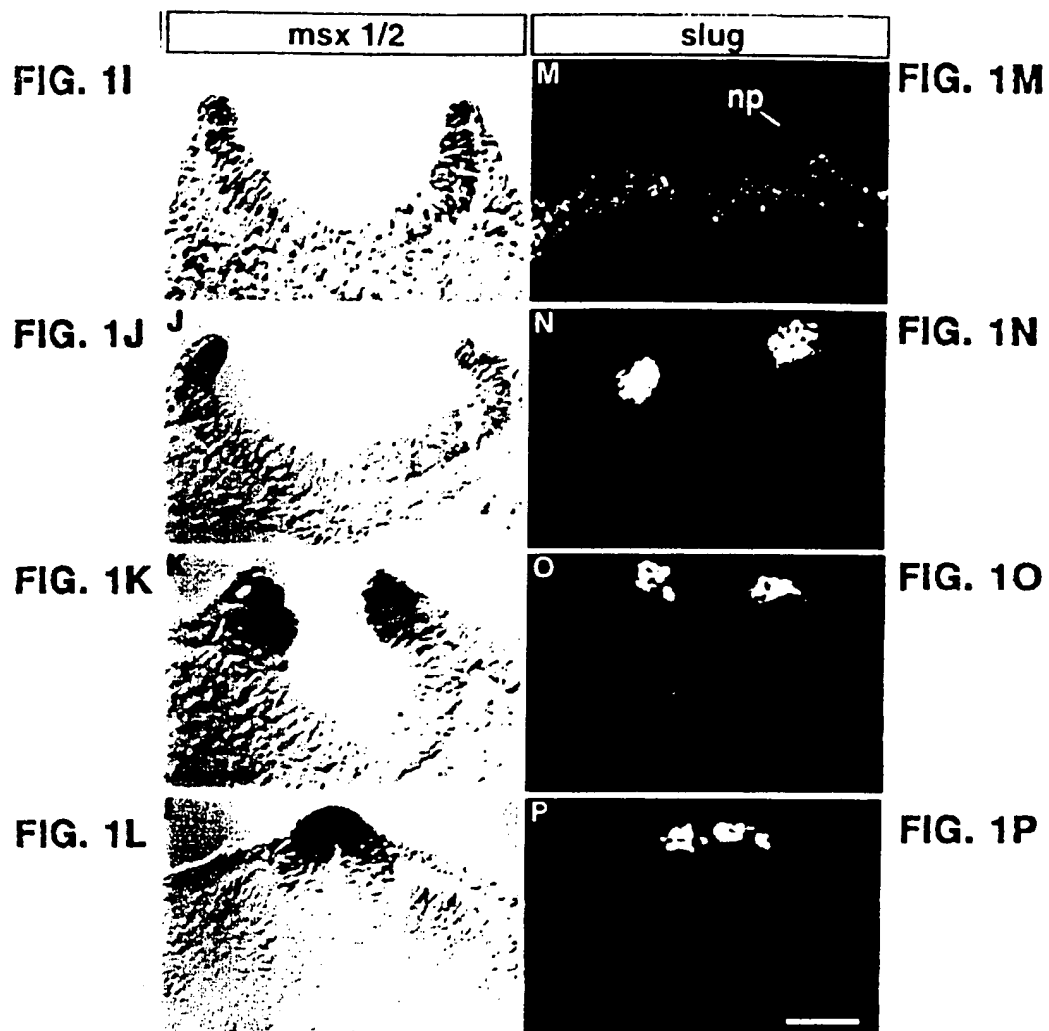 msx 1/2 slug
FIG. 1I M np FIG. 1M
FIG. 1J J N FIG. 1N
FIG. 1K K O FIG. 1O
FIG. 1L L P FIG. 1P